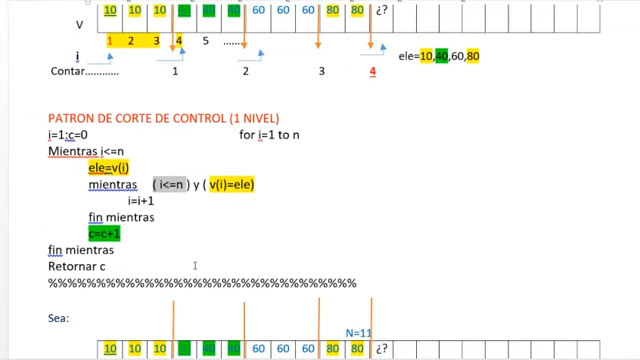 10 10 10 40 40 60 60 60 80 80 ¿?
V
1 2 3 4 5 .......
i
ele=10,40,60,80
Contar............ 1 2 3 4
PATRON DE CORTE DE CONTROL (1 NIVEL)
i=1:c=0 for i=1 to n
Mientras i<=n
ele=v(i)
mientras ( i<=n ) y ( v(i)=ele)
i=i+1
fin mientras
c=c+1
fin mientras
Retornar c
%%%%%%%%%%%%%%%%%%%%%%%%%%%%%%%%
Sea:
N=11
10 10 10 40 40 60 60 60 80 80 ¿?